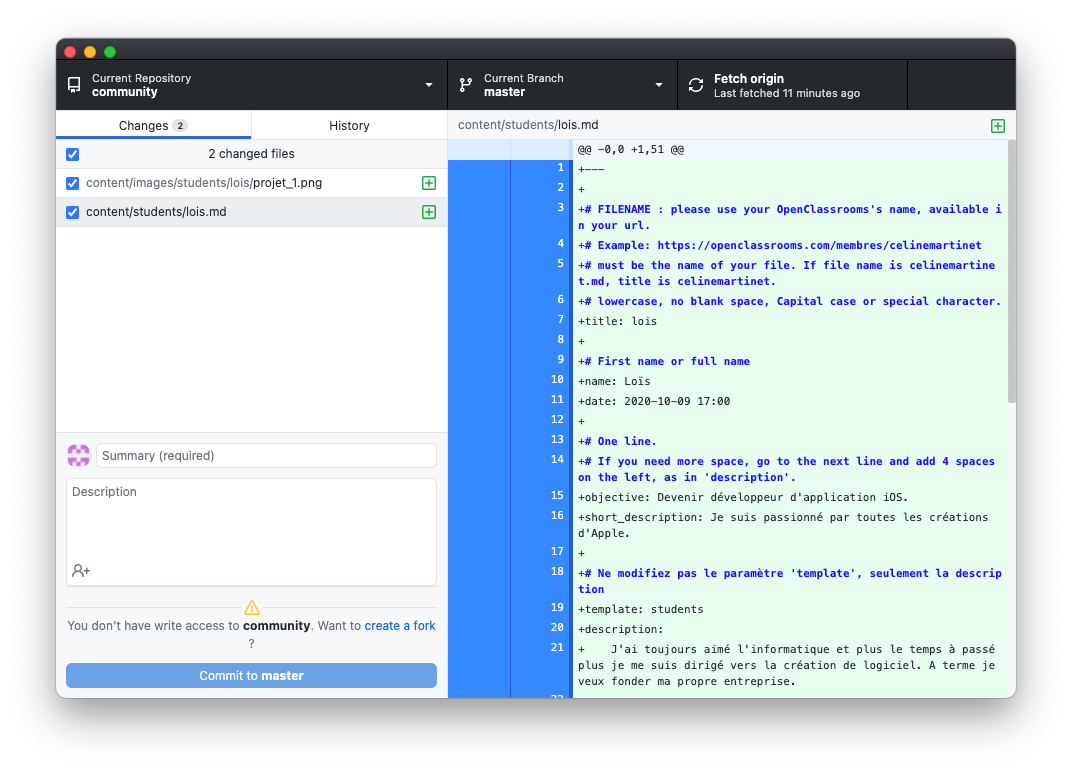 Current Repository
community
Current Branch
master
Fetch origin
Last fetched 11 minutes ago
Changes 2
History
2 changed files
content/images/students/lois/projet_1.png
content/students/lois.md
Summary (required)
Description
You don't have write access to community. Want to create a fork
?
Commit to master
content/students/lois.md
@@ -0,0 +1,51 @@
1 +---
2 +
3 +# FILENAME : please use your OpenClassrooms's name, available i
n your url.
4 +# Example: https://openclassrooms.com/membres/celinemartinet
5 +# must be the name of your file. If file name is celinemartine
t.md, title is celinemartinet.
6 +# lowercase, no blank space, Capital case or special character.
7 +title: lois
8 +
9 +# First name or full name
10 +name: Loïs
11 +date: 2020-10-09 17:00
12 +
13 +# One line.
14 +# If you need more space, go to the next line and add 4 spaces
on the left, as in 'description'.
15 +objective: Devenir développeur d'application iOS.
16 +short_description: Je suis passionné par toutes les créations
d'Apple.
17 +
18 +# Ne modifiez pas le paramètre 'template', seulement la descrip
tion
19 +template: students
20 +description:
21 +    J'ai toujours aimé l'informatique et plus le temps à passé
plus je me suis dirigé vers la création de logiciel. A terme je
veux fonder ma propre entreprise.